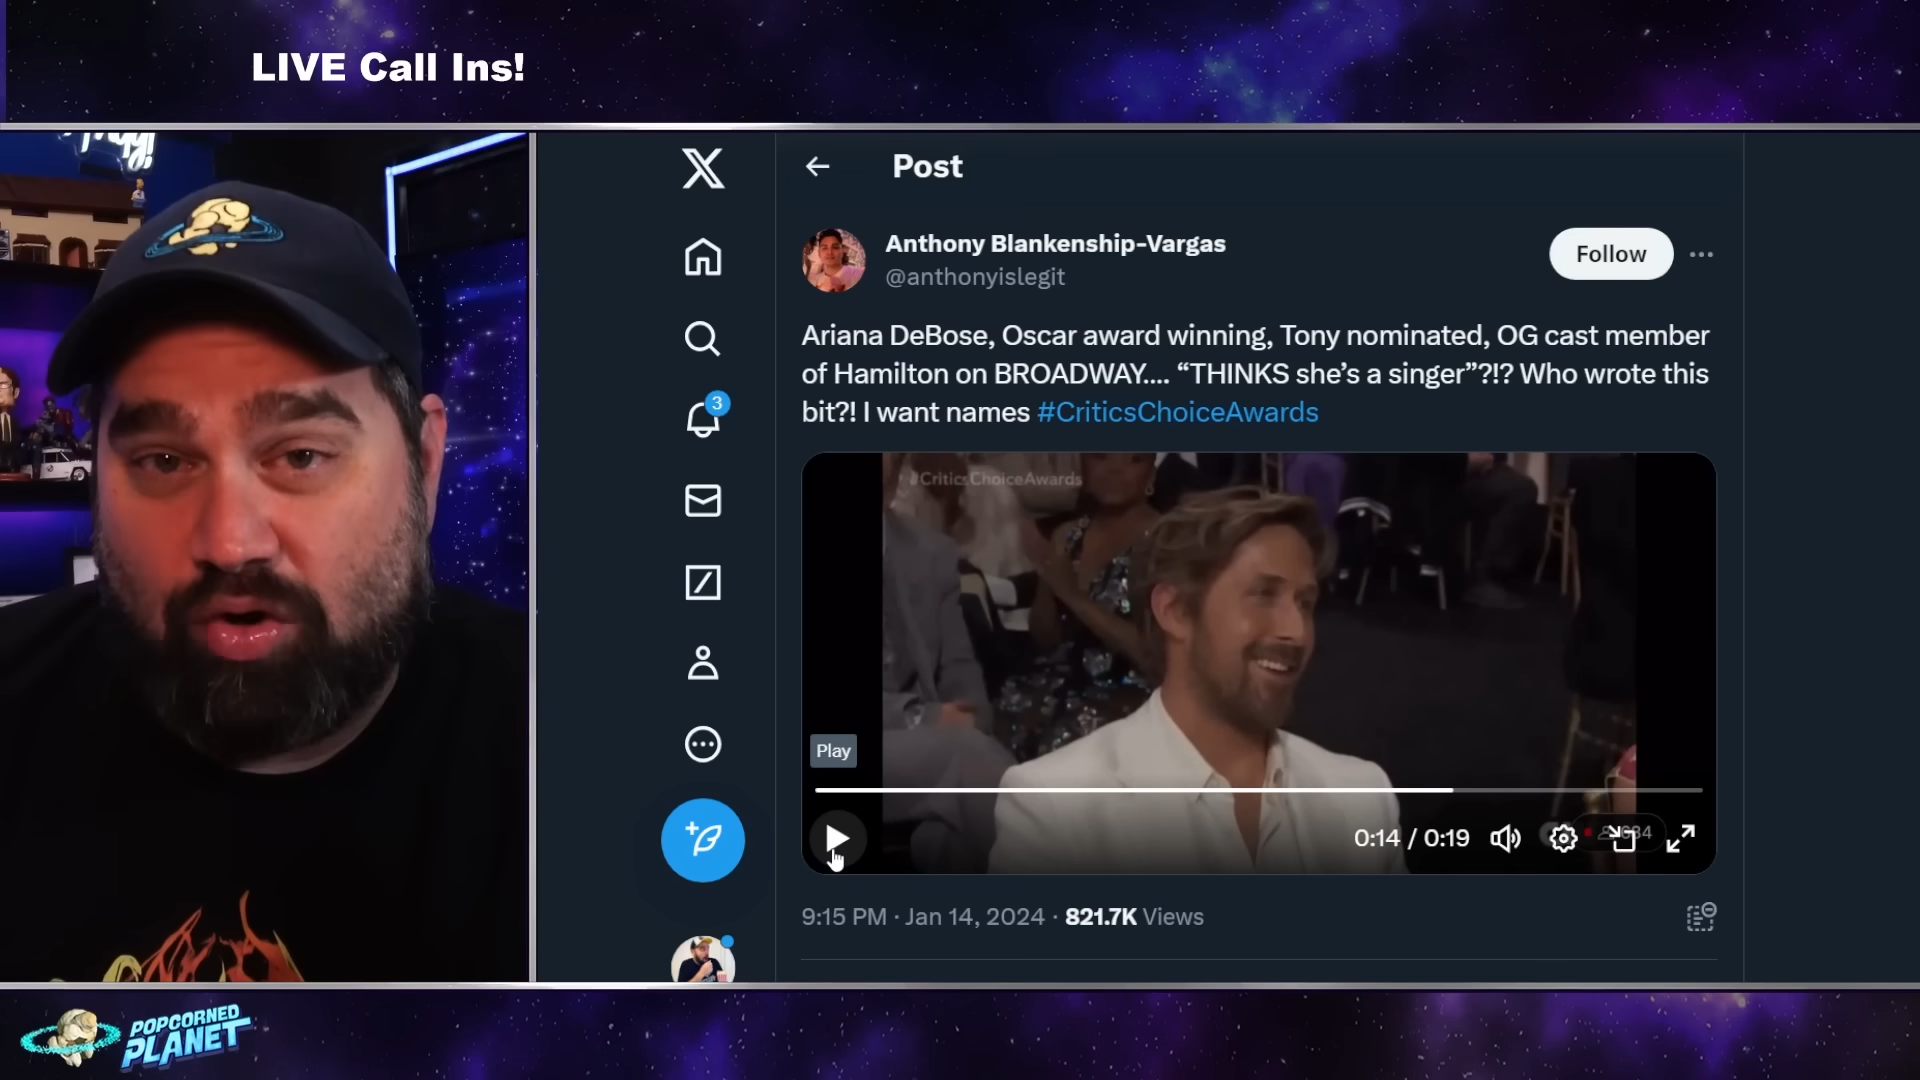 LIVE Call Ins!
Post
Anthony Blankenship-Vargas
@anthonyislegit
Follow
Ariana DeBose, Oscar award winning, Tony nominated, OG cast member
of Hamilton on BROADWAY.... “THINKS she’s a singer”?!? Who wrote this
bit?! I want names #CriticsChoiceAwards
#CriticsChoiceAwards
3
Play
0:14 / 0:19
9:15 PM · Jan 14, 2024 · 821.7K Views
POPCORNED
PLANET